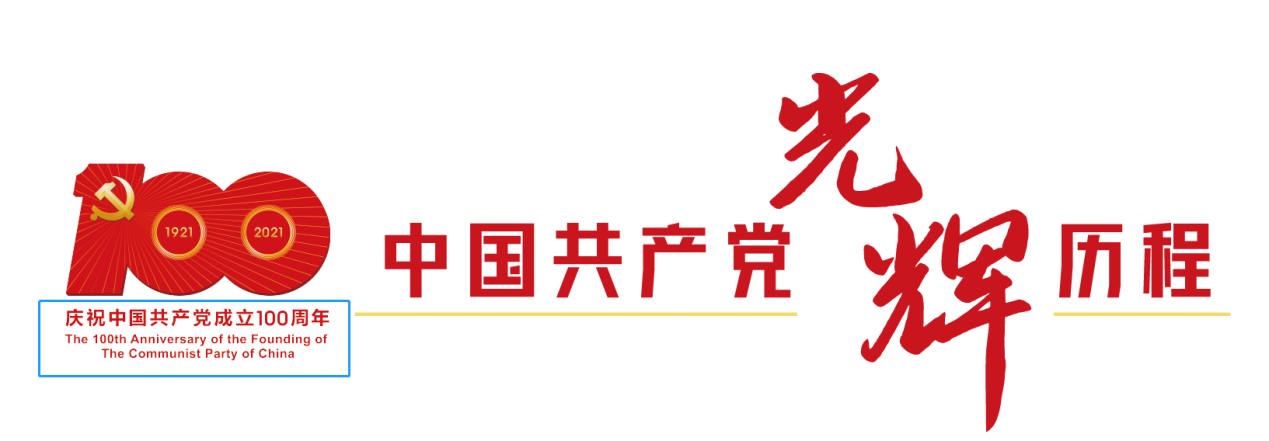 100
1921
2021
庆祝中国共产党成立100周年
The 100th Anniversary of the Founding of
The Communist Party of China
中国共产党光辉历程